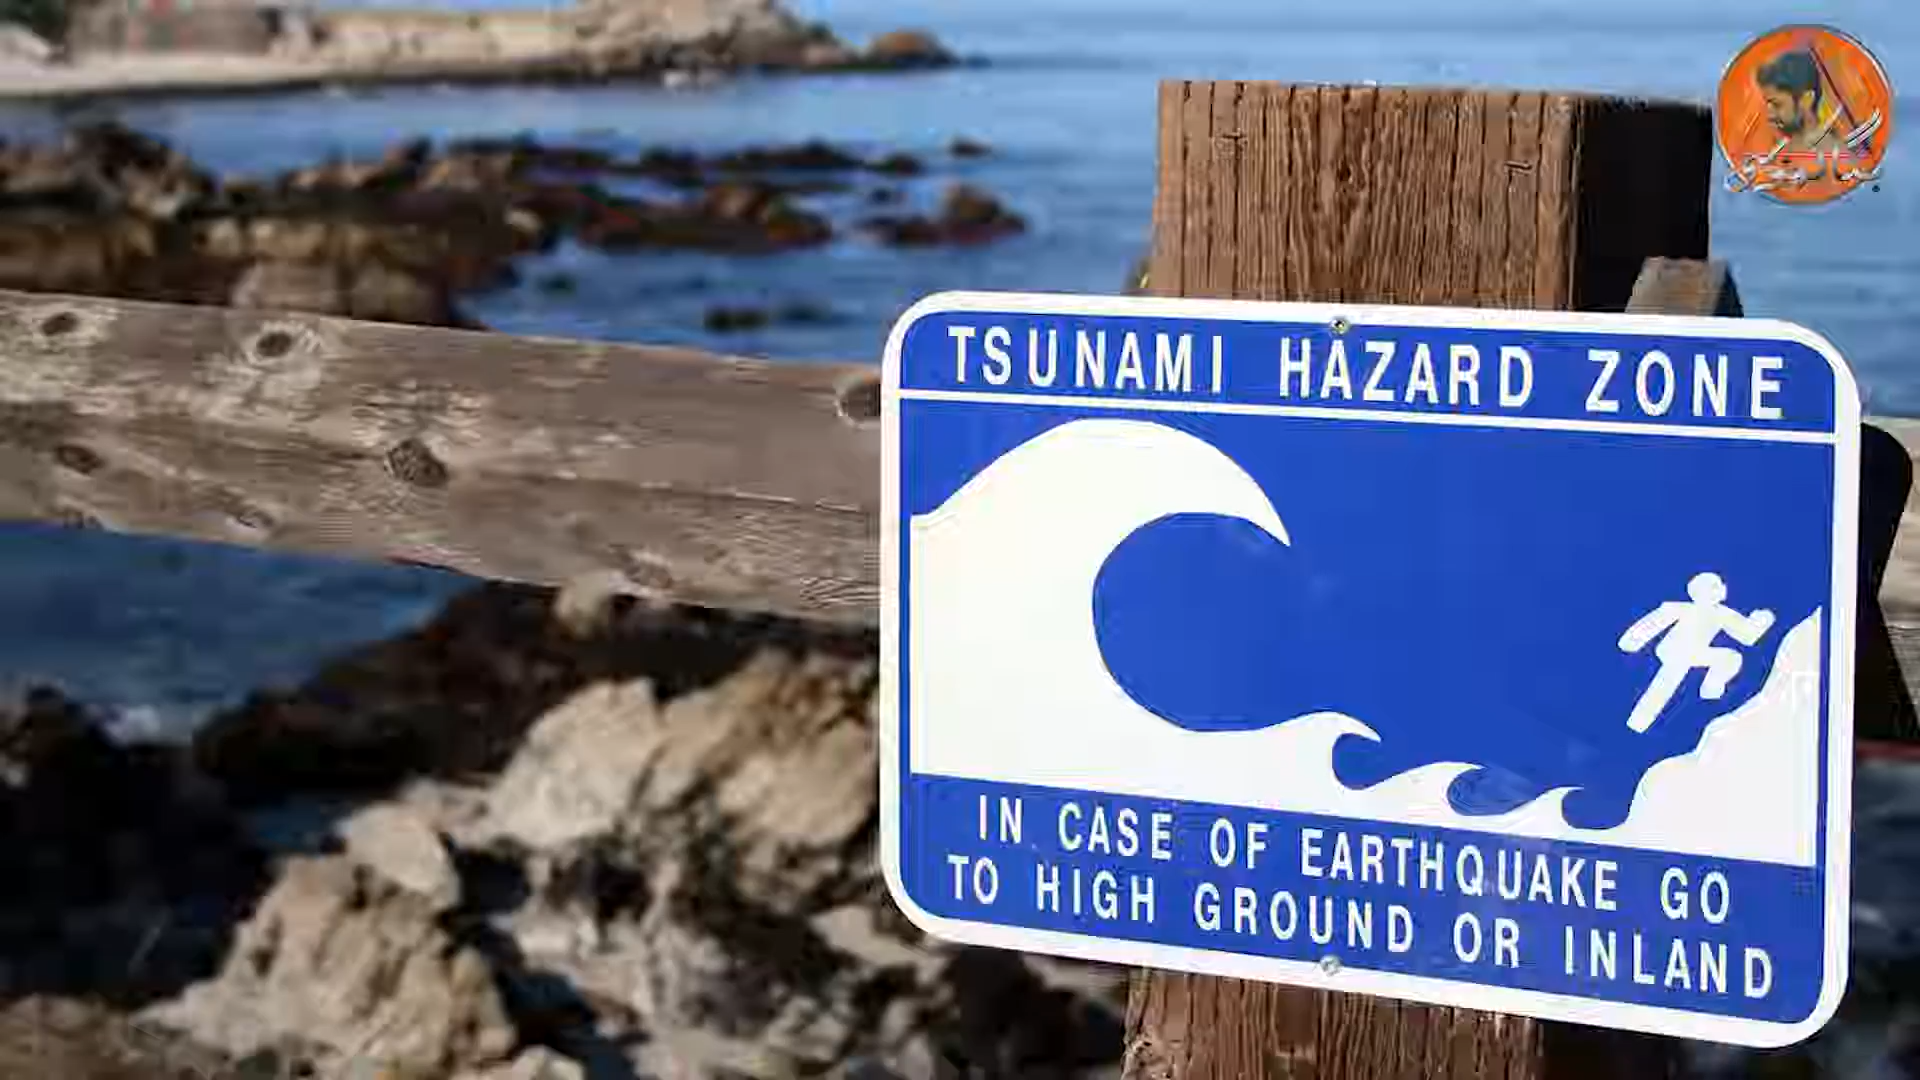 TSUNAMI HAZARD ZONE
IN CASE OF EARTHQUAKE GO
TO HIGH GROUND OR INLAND